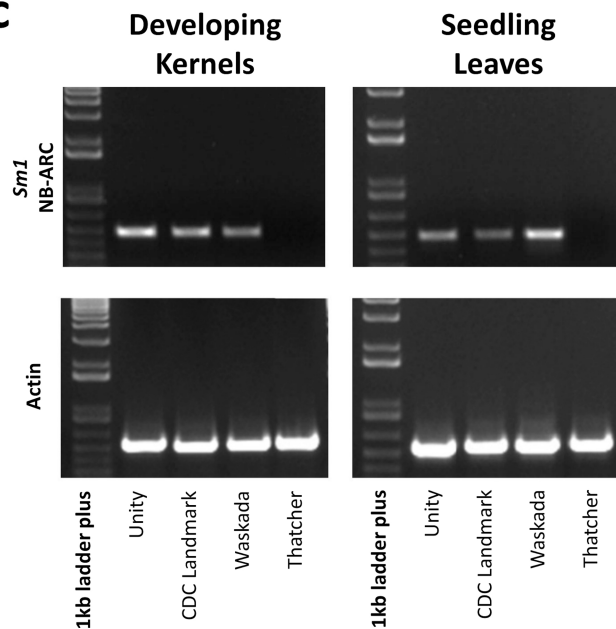 C
Developing
Kernels
Seedling
Leaves
Sm1
NB-ARC
Actin
1kb ladder plus
Unity
CDC Landmark
Waskada
Thatcher
1kb ladder plus
Unity
CDC Landmark
Waskada
Thatcher